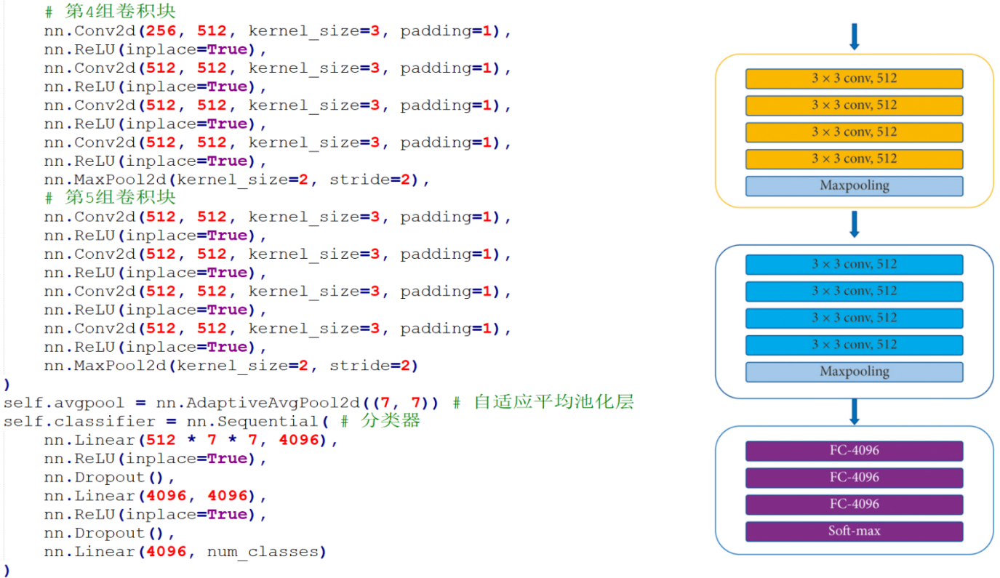 # 第4组卷积块
nn.Conv2d(256, 512, kernel_size=3, padding=1),
nn.ReLU(inplace=True),
nn.Conv2d(512, 512, kernel_size=3, padding=1),
nn.ReLU(inplace=True),
nn.Conv2d(512, 512, kernel_size=3, padding=1),
nn.ReLU(inplace=True),
nn.Conv2d(512, 512, kernel_size=3, padding=1),
nn.ReLU(inplace=True),
nn.MaxPool2d(kernel_size=2, stride=2),
# 第5组卷积块
nn.Conv2d(512, 512, kernel_size=3, padding=1),
nn.ReLU(inplace=True),
nn.Conv2d(512, 512, kernel_size=3, padding=1),
nn.ReLU(inplace=True),
nn.Conv2d(512, 512, kernel_size=3, padding=1),
nn.ReLU(inplace=True),
nn.Conv2d(512, 512, kernel_size=3, padding=1),
nn.ReLU(inplace=True),
nn.MaxPool2d(kernel_size=2, stride=2)
)
self.avgpool = nn.AdaptiveAvgPool2d((7, 7)) # 自适应平均池化层
self.classifier = nn.Sequential( # 分类器
nn.Linear(512 * 7 * 7, 4096),
nn.ReLU(inplace=True),
nn.Dropout(),
nn.Linear(4096, 4096),
nn.ReLU(inplace=True),
nn.Dropout(),
nn.Linear(4096, num_classes)
)
3 × 3 conv, 512
3 × 3 conv, 512
3 × 3 conv, 512
3 × 3 conv, 512
Maxpooling
3 × 3 conv, 512
3 × 3 conv, 512
3 × 3 conv, 512
3 × 3 conv, 512
Maxpooling
FC-4096
FC-4096
FC-4096
Soft-max